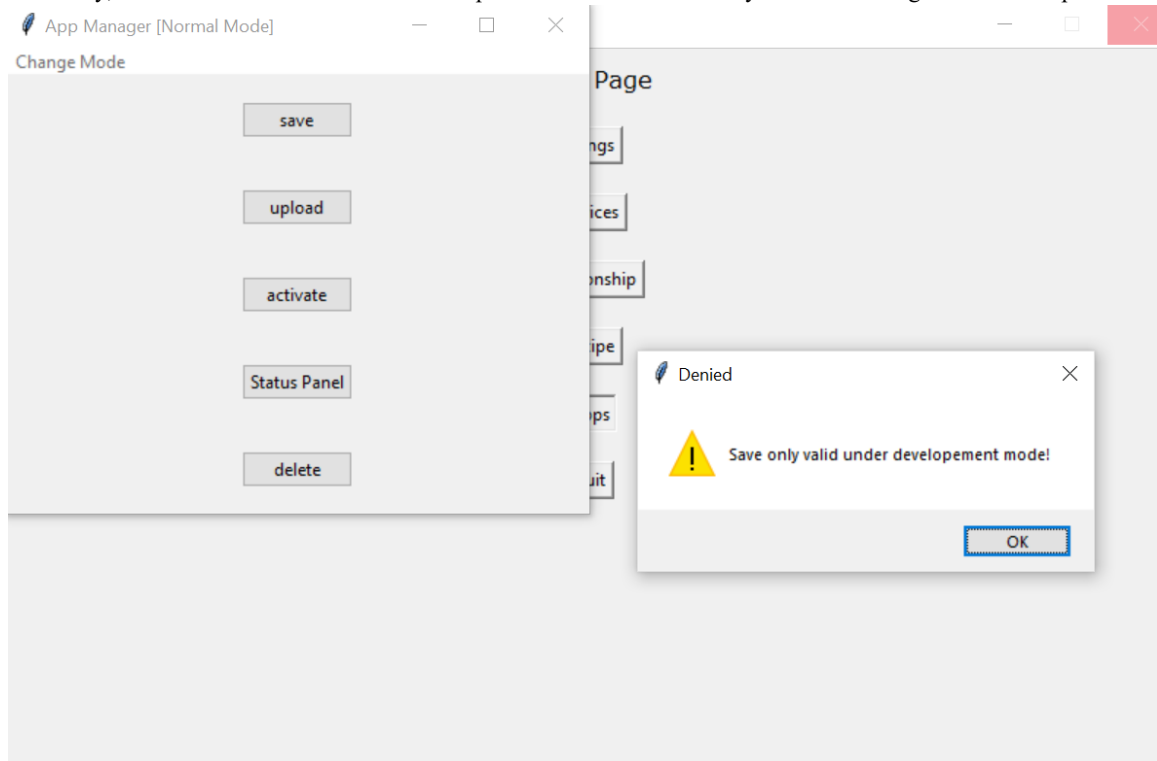 App Manager [Normal Mode]
Change Mode
Page
save
ngs
upload
ices
onship
activate
ipe
Denied
Status Panel
ps
Save only valid under developement mode!
delete
uit
OK